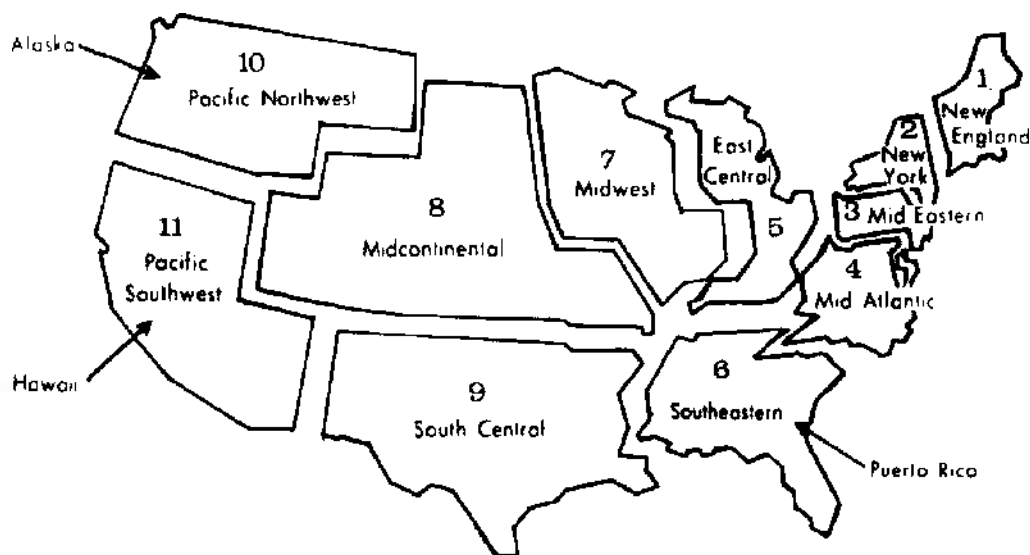 Alaska
10
Pacific Northwest
1
New
England
2
New
York
East
Central
7
Midwest
8
Midcontinental
5
3 Mid Eastern
11
Pacific
Southwest
4
Mid Atlantic
6
Southeastern
9
South Central
Hawaii
Puerto Rico